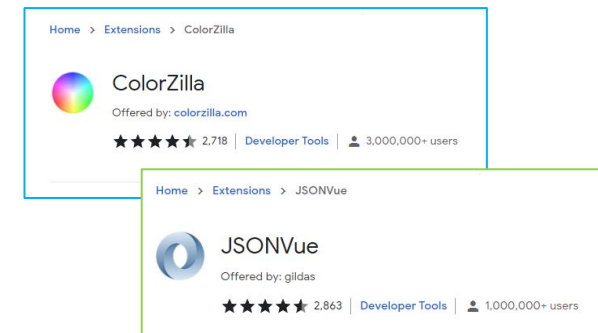 Home > Extensions > ColorZilla
ColorZilla
Offered by: colorzilla.com
2,718 | Developer Tools | 3,000,000+ users
Home > Extensions > JSONVue
JSONVue
Offered by: gildas
2,863 | Developer Tools | 1,000,000+ users